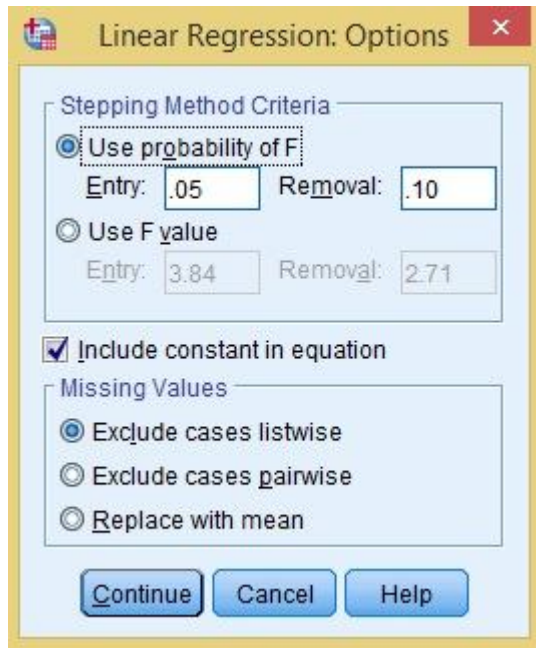 Linear Regression: Options
Stepping Method Criteria
Use probability of F
Entry: .05 Removal: .10
Use F value
Entry: 3.84 Removal: 2.71
Include constant in equation
Missing Values
Exclude cases listwise
Exclude cases pairwise
Replace with mean
Continue Cancel Help